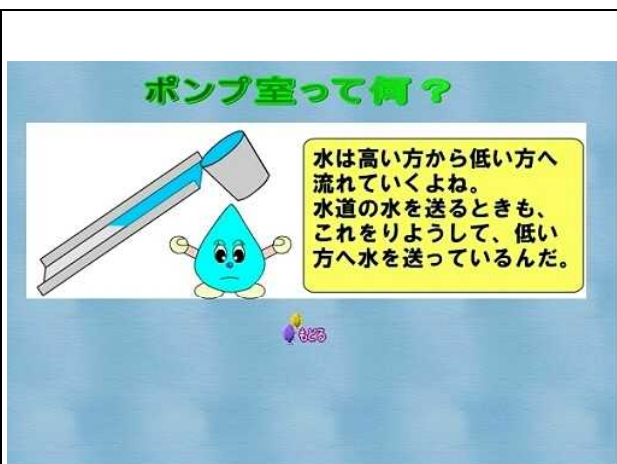 ポンプ室って何？
水は高い方から低い方へ
流れていくよね。
水道の水を送るときも、
これをりようして、低い
方へ水を送っているんだ。
もどる